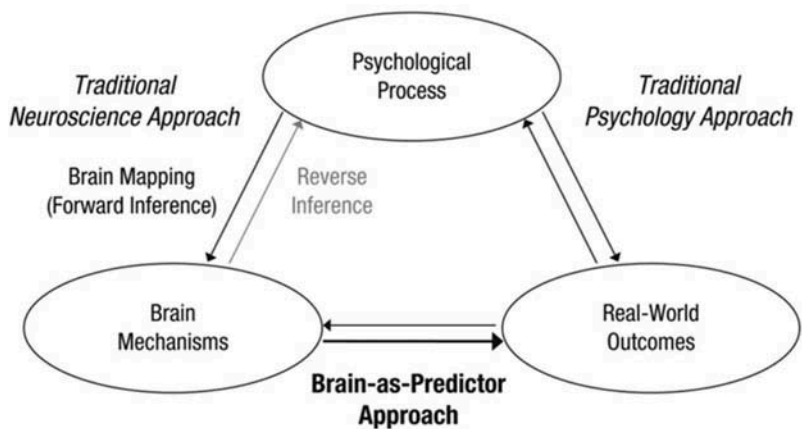 Psychological
Process
Traditional
Neuroscience Approach
Traditional
Psychology Approach
Brain Mapping
(Forward Inference)
Reverse
Inference
Brain
Mechanisms
Real-World
Outcomes
Brain-as-Predictor
Approach